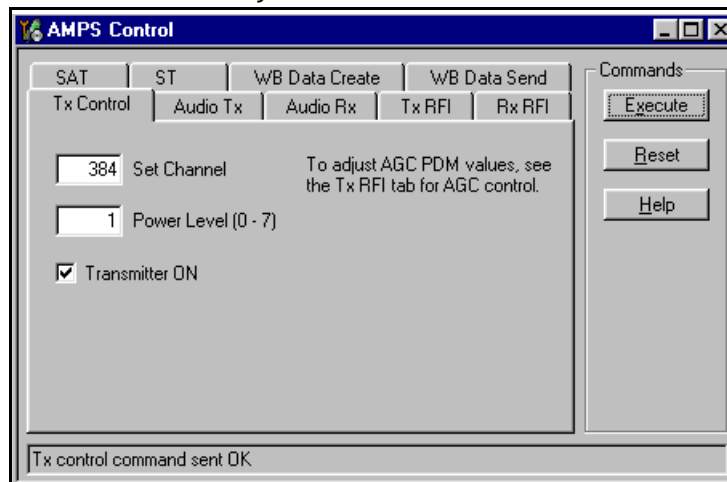 AMPS Control
SAT ST WB Data Create WB Data Send
Tx Control Audio Tx Audio Rx Tx RFI Rx RFI
384 Set Channel
To adjust AGC PDM values, see
the Tx RFI tab for AGC control.
1 Power Level (0 - 7)
Transmitter ON
Commands
Execute
Reset
Help
Tx control command sent OK